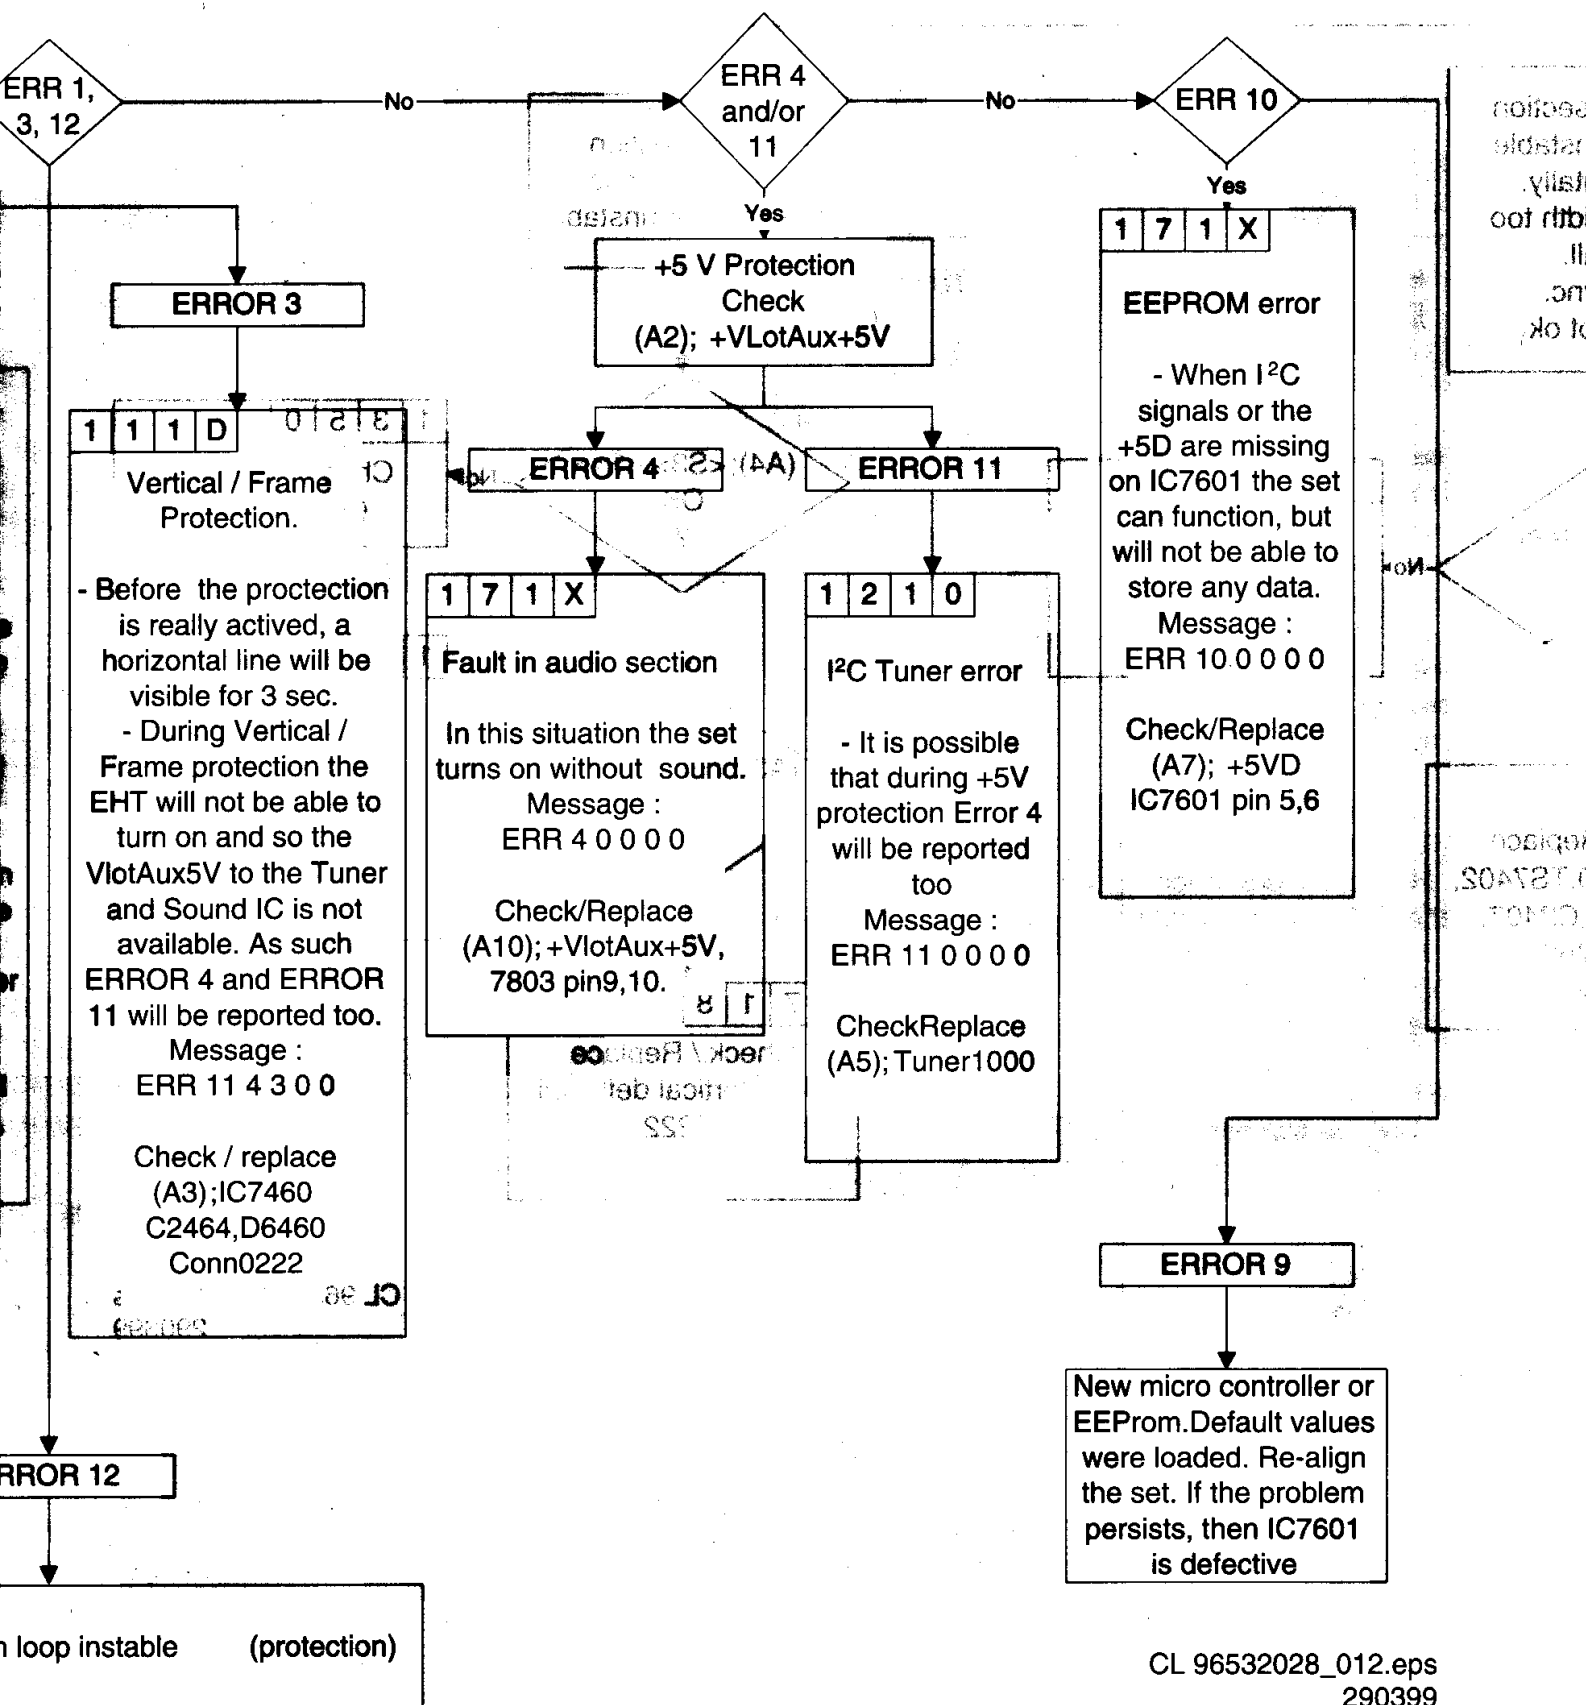 ERR 1,
3, 12
No
ERR 4
and/or
11
No
ERR 10
Yes
Yes
ERROR 3
1 1 1 D
Vertical / Frame
Protection.
- Before the proctection
is really actived, a
horizontal line will be
visible for 3 sec.
- During Vertical /
Frame protection the
EHT will not be able to
turn on and so the
VlotAux5V to the Tuner
and Sound IC is not
available. As such
ERROR 4 and ERROR
11 will be reported too.
Message :
ERR 11 4 3 0 0
Check / replace
(A3);IC7460
C2464,D6460
Conn0222
+5 V Protection
Check
(A2); +VLotAux+5V
ERROR 4
1 7 1 X
Fault in audio section
In this situation the set
turns on without sound.
Message :
ERR 4 0 0 0 0
Check/Replace
(A10);+VlotAux+5V,
7803 pin9,10.
ERROR 11
1 2 1 0
I²C Tuner error
- It is possible
that during +5V
protection Error 4
will be reported
too
Message :
ERR 11 0 0 0 0
CheckReplace
(A5);Tuner1000
1 7 1 X
EEPROM error
- When I²C
signals or the
+5D are missing
on IC7601 the set
can function, but
will not be able to
store any data.
Message :
ERR 10 0 0 0 0
Check/Replace
(A7); +5VD
IC7601 pin 5,6
ERROR 9
New micro controller or
EEProm.Default values
were loaded. Re-align
the set. If the problem
persists, then IC7601
is defective
RROR 12
loop instable (protection)
CL 96532028_012.eps
290399